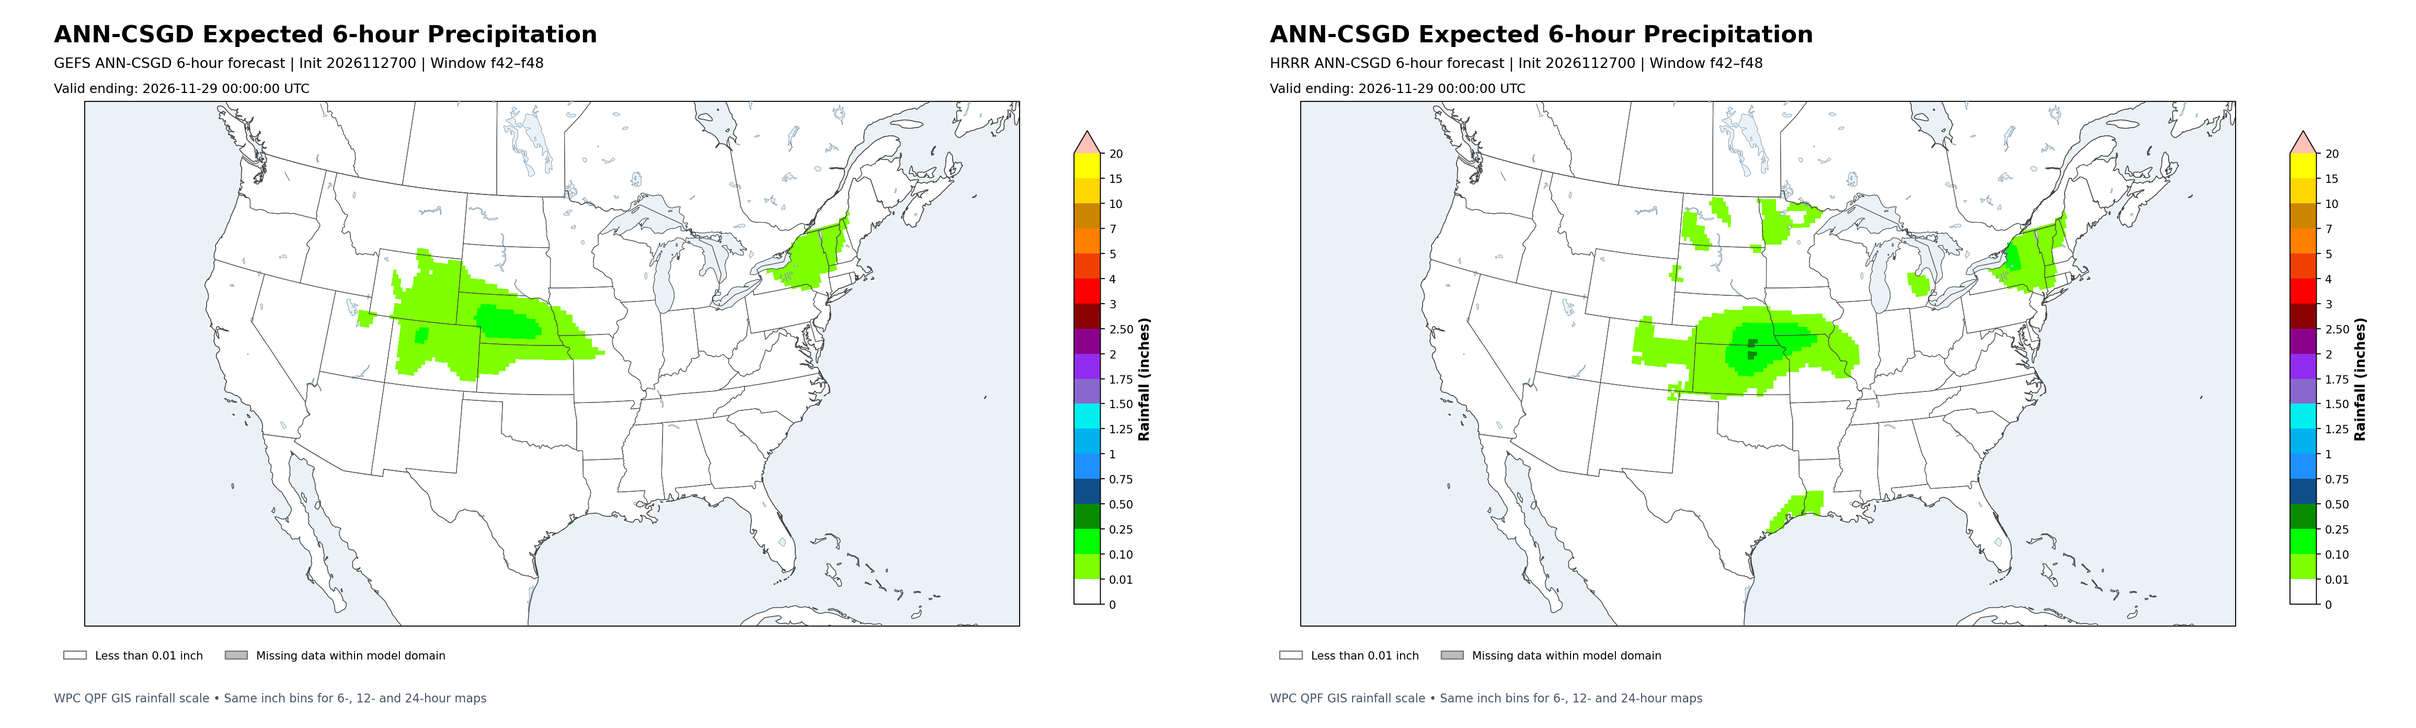 ANN-CSGD Expected 6-hour Precipitation
GEFS ANN-CSGD 6-hour forecast | Init 2026112700 | Window f42–f48
Valid ending: 2026-11-29 00:00:00 UTC
20
15
10
7
5
4
3
2.50
2
1.75
1.50
1.25
1
0.75
0.50
0.25
0.10
0.01
0
Rainfall (inches)
Less than 0.01 inch
Missing data within model domain
WPC QPF GIS rainfall scale • Same inch bins for 6-, 12- and 24-hour maps
ANN-CSGD Expected 6-hour Precipitation
HRRR ANN-CSGD 6-hour forecast | Init 2026112700 | Window f42–f48
Valid ending: 2026-11-29 00:00:00 UTC
20
15
10
7
5
4
3
2.50
2
1.75
1.50
1.25
1
0.75
0.50
0.25
0.10
0.01
0
Rainfall (inches)
Less than 0.01 inch
Missing data within model domain
WPC QPF GIS rainfall scale • Same inch bins for 6-, 12- and 24-hour maps